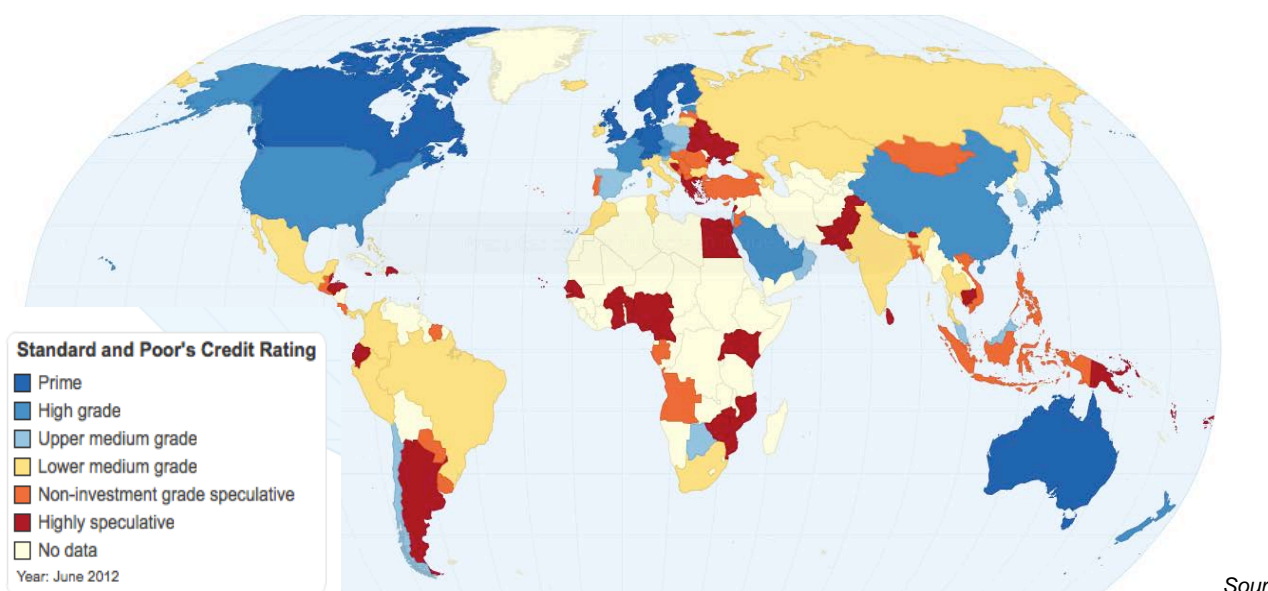 Standard and Poor's Credit Rating
Prime
High grade
Upper medium grade
Lower medium grade
Non-investment grade speculative
Highly speculative
No data
Year: June 2012